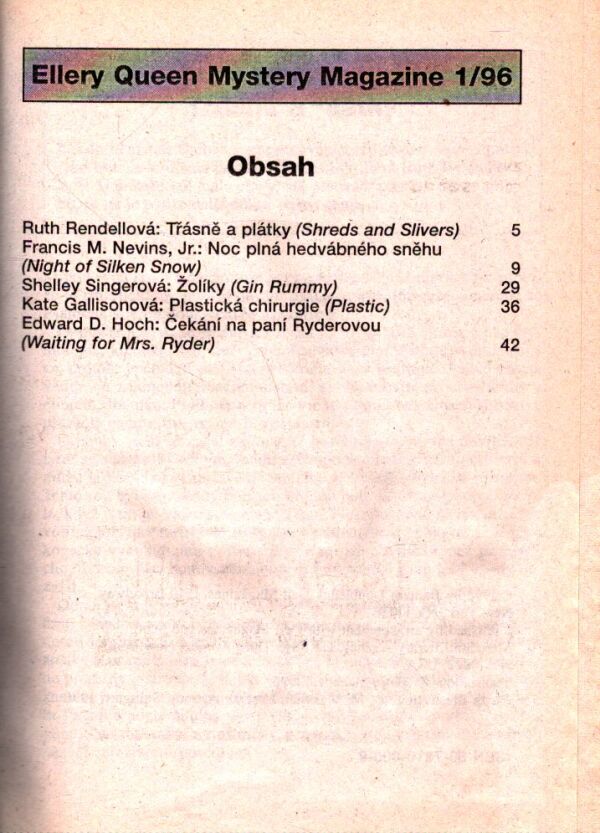 Ellery Queen Mystery Magazine 1/96
Obsah
Ruth Rendellová: Třásně a plátky (Shreds and Slivers) 5
Francis M. Nevins, Jr.: Noc plná hedvábného sněhu
(Night of Silken Snow) 9
Shelley Singerová: Žolíky (Gin Rummy) 29
Kate Gallisonová: Plastická chirurgie (Plastic) 36
Edward D. Hoch: Čekání na paní Ryderovou
(Waiting for Mrs. Ryder) 42